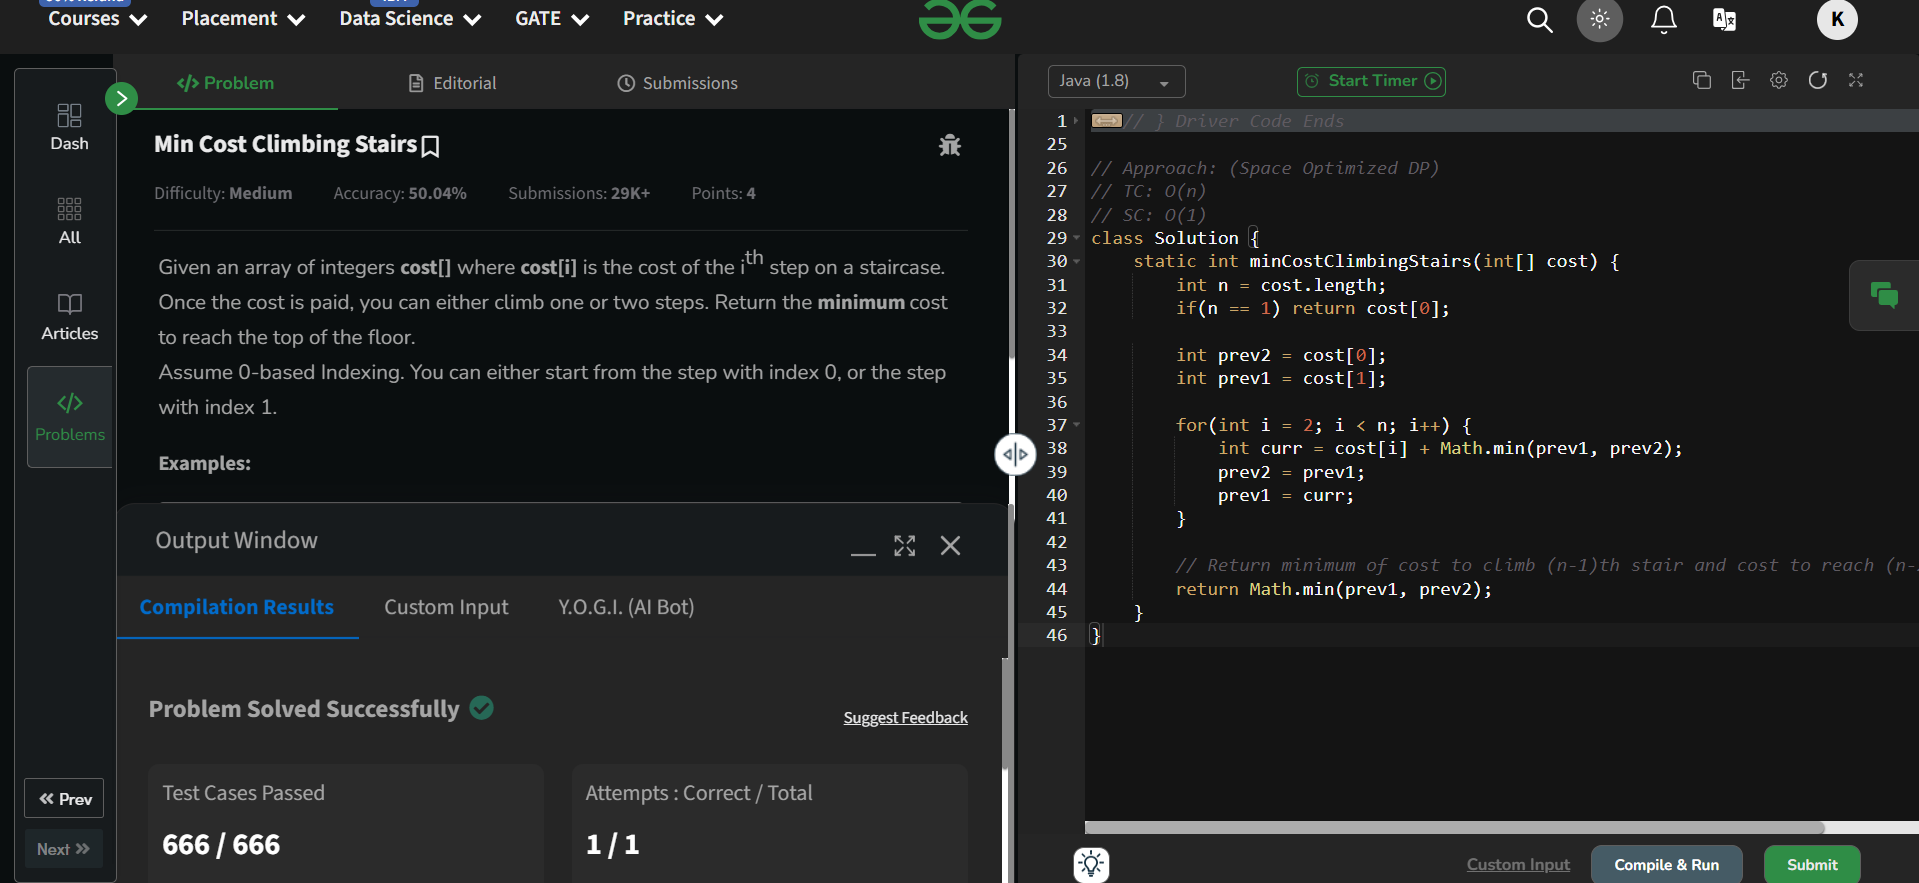 Courses
Placement
Data Science
GATE
Practice
K
Dash
All
Articles
</> Problems
Prev
Next
</> Problem
Editorial
Submissions
Min Cost Climbing Stairs
Difficulty: Medium Accuracy: 50.04% Submissions: 29K+ Points: 4
Given an array of integers cost[] where cost[i] is the cost of the ith step on a staircase.
Once the cost is paid, you can either climb one or two steps. Return the minimum cost
to reach the top of the floor.
Assume 0-based Indexing. You can either start from the step with index 0, or the step
with index 1.
Examples:
Output Window
Compilation Results
Custom Input
Y.O.G.I. (AI Bot)
Problem Solved Successfully
Suggest Feedback
Test Cases Passed
666 / 666
Attempts : Correct / Total
1 / 1
Java (1.8)
Start Timer
1 // } Driver Code Ends
25
26 // Approach: (Space Optimized DP)
27 // TC: O(n)
28 // SC: O(1)
29 class Solution {
30 static int minCostClimbingStairs(int[] cost) {
31 int n = cost.length;
32 if(n == 1) return cost[0];
33
34 int prev2 = cost[0];
35 int prev1 = cost[1];
36
37 for(int i = 2; i < n; i++) {
38 int curr = cost[i] + Math.min(prev1, prev2);
39 prev2 = prev1;
40 prev1 = curr;
41 }
42
43 // Return minimum of cost to climb (n-1)th stair and cost to reach (n-
44 return Math.min(prev1, prev2);
45 }
46 }
Custom Input
Compile & Run
Submit